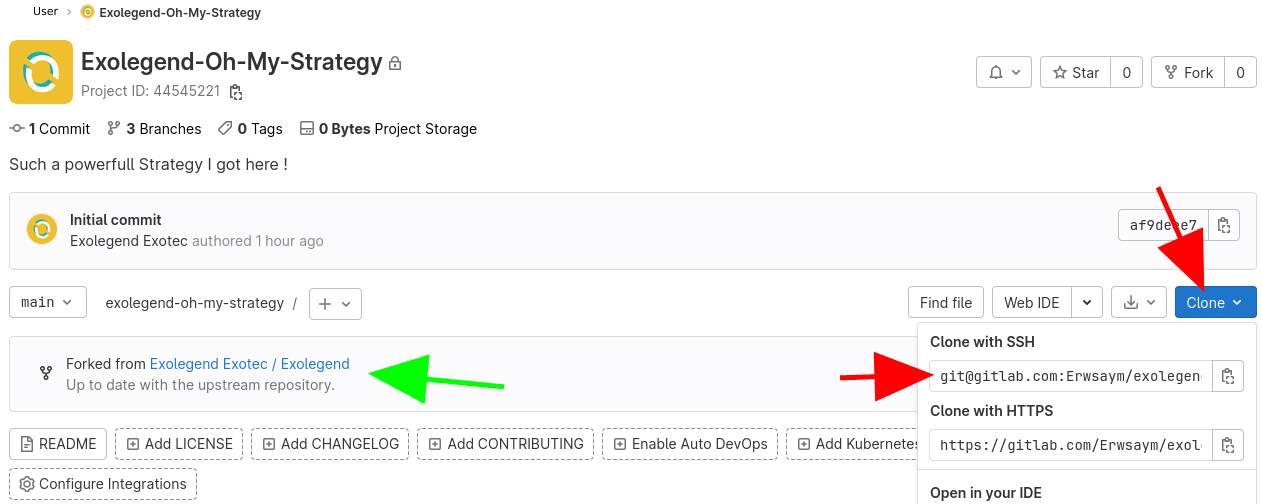 User > Exolegend-Oh-My-Strategy
Exolegend-Oh-My-Strategy
Project ID: 44545221
Star 0
Fork 0
1 Commit 3 Branches 0 Tags 0 Bytes Project Storage
Such a powerfull Strategy I got here !
Initial commit
Exolegend Exotec authored 1 hour ago
af9deee7
main
exolegend-oh-my-strategy /
Find file
Web IDE
Clone
Forked from Exolegend Exotec / Exolegend
Up to date with the upstream repository.
Clone with SSH
git@gitlab.com:Erwsaym/exolegen
Clone with HTTPS
https://gitlab.com/Erwsaym/exol
README
Add LICENSE
Add CHANGELOG
Add CONTRIBUTING
Enable Auto DevOps
Add Kubernetes
Configure Integrations
Open in your IDE